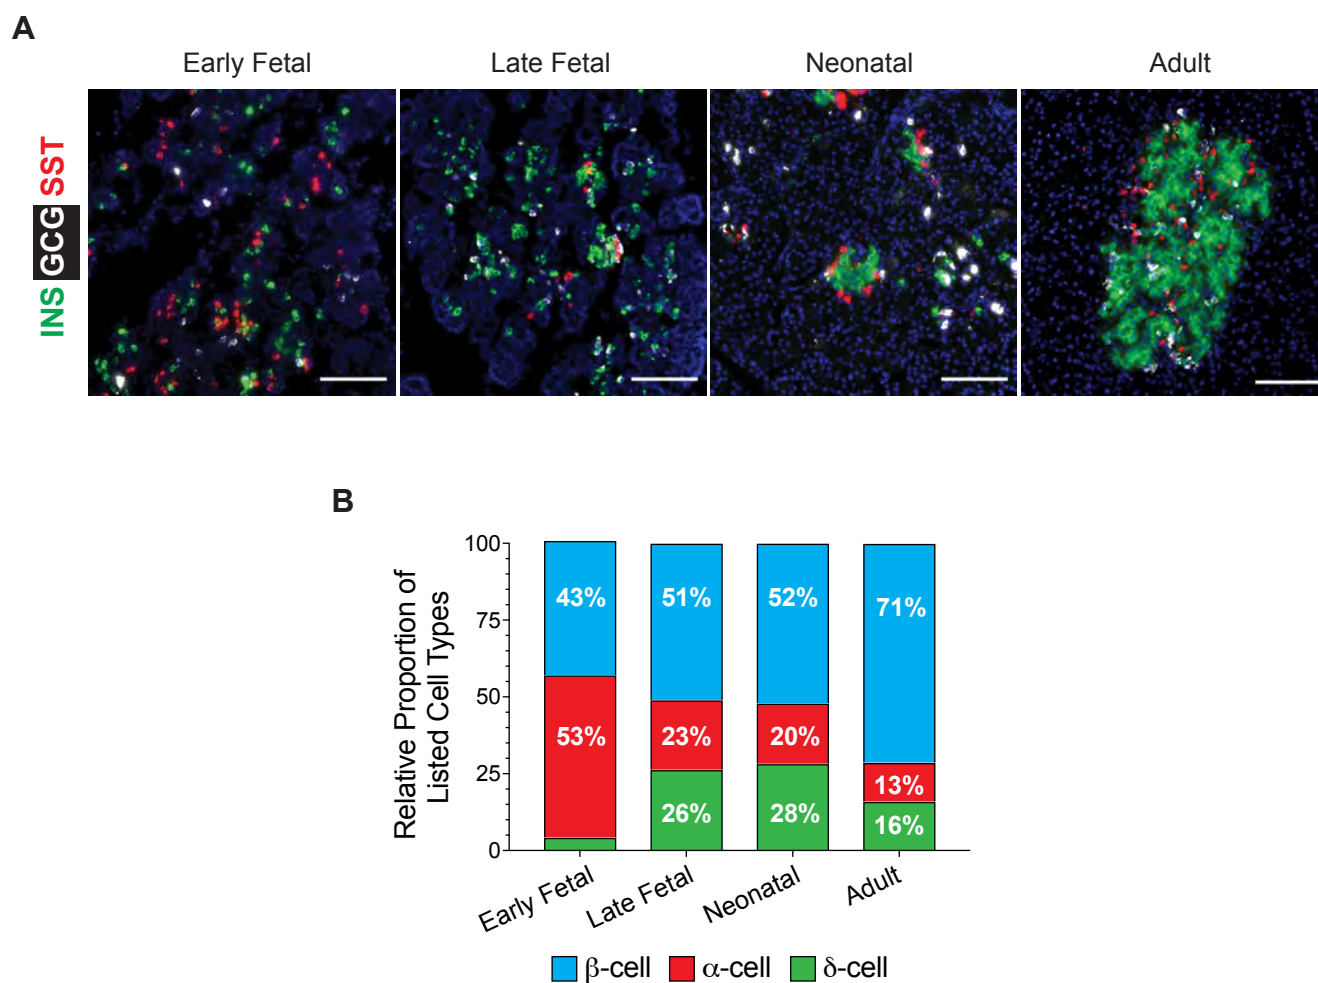 A
Early Fetal Late Fetal Neonatal Adult
INS GCG SST
B
Relative Proportion of
Listed Cell Types
100
75
50
25
0
43% 51% 52% 71%
53% 23% 20% 13%
26% 28% 16%
Early Fetal Late Fetal Neonatal Adult
β-cell α-cell δ-cell